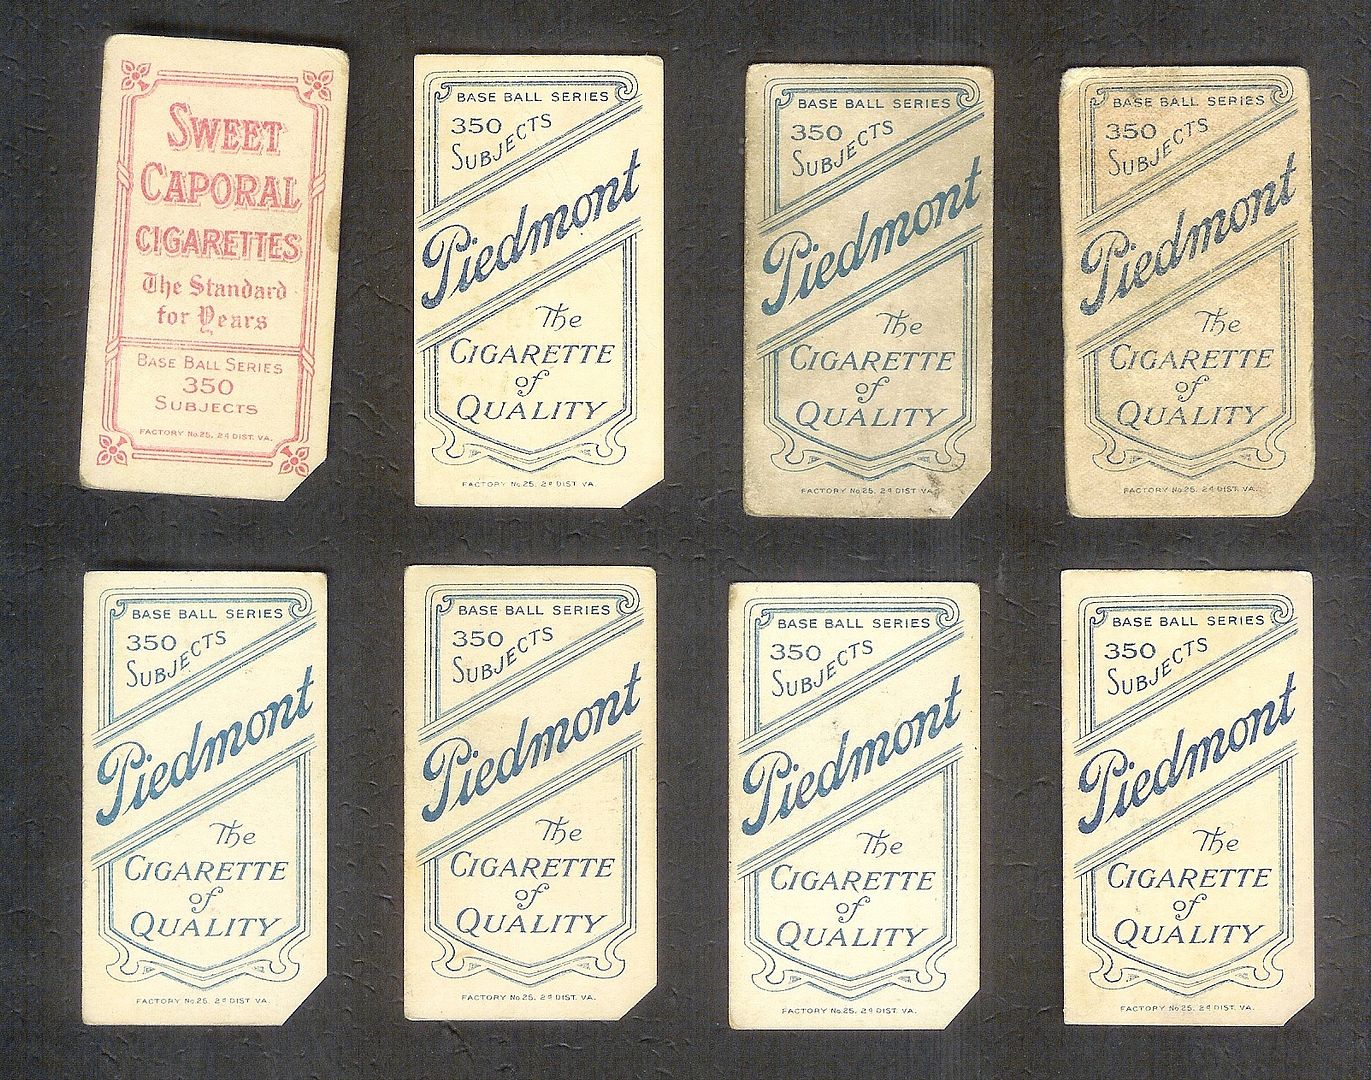 SWEET
CAPORAL
CIGARETTES
The Standard
for Years
BASE BALL SERIES
350
SUBJECTS
FACTORY No.25, 2d DIST. VA.
BASE BALL SERIES
350
SUBJECTS
Piedmont
The
CIGARETTE
of
QUALITY
FACTORY No.25, 2d DIST. VA.
BASE BALL SERIES
350
SUBJECTS
Piedmont
The
CIGARETTE
of
QUALITY
FACTORY No.25, 2d DIST. VA.
BASE BALL SERIES
350
SUBJECTS
Piedmont
The
CIGARETTE
of
QUALITY
FACTORY No.25, 2d DIST. VA.
BASE BALL SERIES
350
SUBJECTS
Piedmont
The
CIGARETTE
of
QUALITY
FACTORY No.25, 2d DIST. VA.
BASE BALL SERIES
350
SUBJECTS
Piedmont
The
CIGARETTE
of
QUALITY
FACTORY No.25, 2d DIST. VA.
BASE BALL SERIES
350
SUBJECTS
Piedmont
The
CIGARETTE
of
QUALITY
FACTORY No.25, 2d DIST. VA.
BASE BALL SERIES
350
SUBJECTS
Piedmont
The
CIGARETTE
of
QUALITY
FACTORY No.25, 2d DIST. VA.